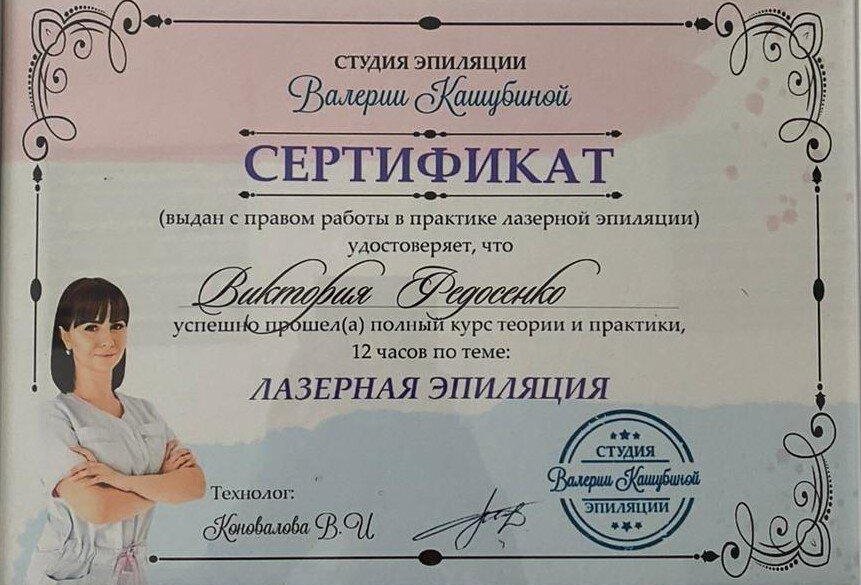 СТУДИЯ ЭПИЛЯЦИИ
Валерии Кашубиной
СЕРТИФИКАТ
(выдан с правом работы в практике лазерной эпиляции)
удостоверяет, что
Виктория Федосенко
успешно прошел(а) полный курс теории и практики,
12 часов по теме:
ЛАЗЕРНАЯ ЭПИЛЯЦИЯ
Технолог:
Коновалова В.И
СТУДИЯ
Валерии Кашубиной
ЭПИЛЯЦИИ